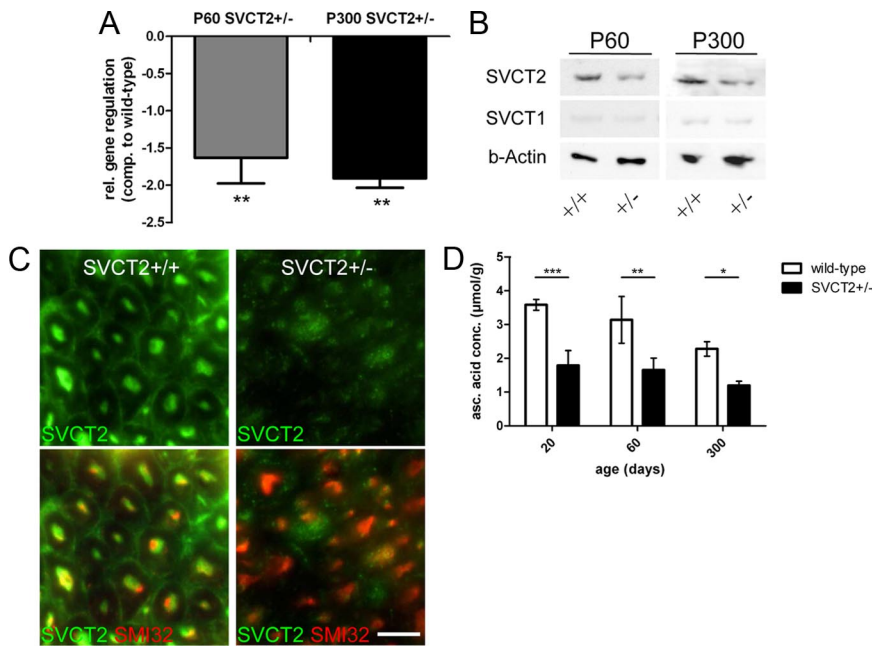 A
P60 SVCT2+/-
P300 SVCT2+/-
rel. gene regulation
(comp. to wild-type)
0.0
-0.5
-1.0
-1.5
-2.0
-2.5
**
**
B
P60
P300
SVCT2
SVCT1
b-Actin
+/+
+/-
+/+
+/-
C
SVCT2+/+
SVCT2+/-
SVCT2
SVCT2
SVCT2 SMI32
SVCT2 SMI32
D
asc. acid conc. (µmol/g)
5
4
3
2
1
0
***
**
*
20
60
300
age (days)
wild-type
SVCT2+/-